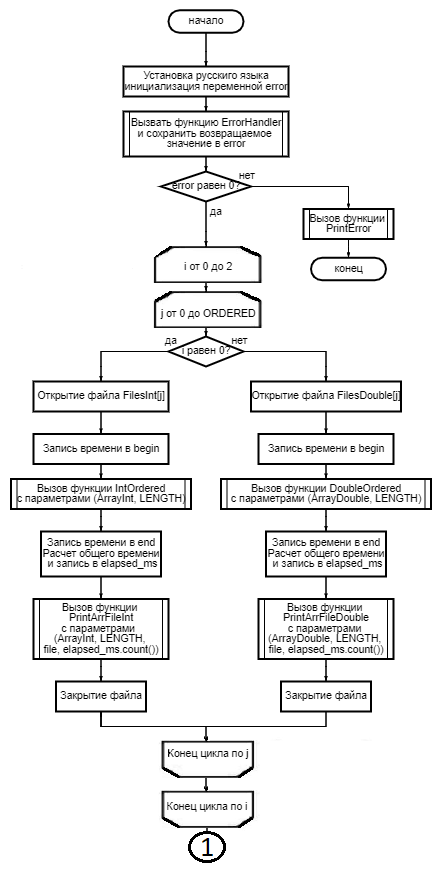 начало
Установка русскиго языка
инициализация переменной error
Вызвать функцию ErrorHandler
и сохранить возвращаемое
значение в error
error равен 0?
нет
да
Вызов функции
PrintError
конец
i от 0 до 2
j от 0 до ORDERED
да
i равен 0?
нет
Открытие файла FilesInt[j]
Запись времени в begin
Вызов функции IntOrdered
с параметрами (ArrayInt, LENGTH)
Запись времени в end
Расчет общего времени
и запись в elapsed_ms
Вызов функции
PrintArrFileInt
с параметрами
(ArrayInt, LENGTH,
file, elapsed_ms.count())
Закрытие файла
Открытие файла FilesDouble[j]
Запись времени в begin
Вызов функции DoubleOrdered
с параметрами (ArrayDouble, LENGTH)
Запись времени в end
Расчет общего времени
и запись в elapsed_ms
Вызов функции
PrintArrFileDouble
с параметрами
(ArrayDouble, LENGTH,
file, elapsed_ms.count())
Закрытие файла
Конец цикла по j
Конец цикла по i
1